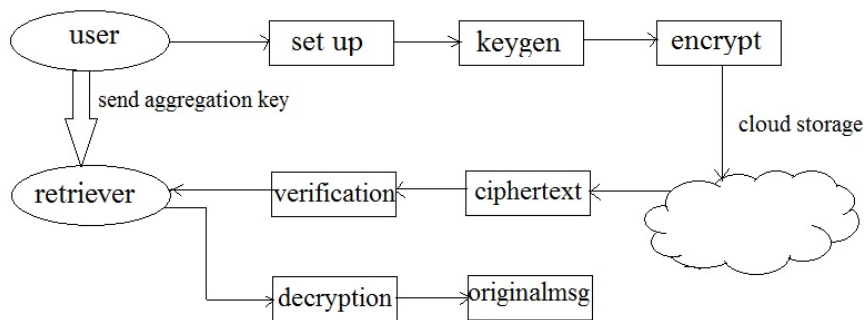 user
set up
keygen
encrypt
send aggregation key
cloud storage
retriever
verification
ciphertext
decryption
originalmsg